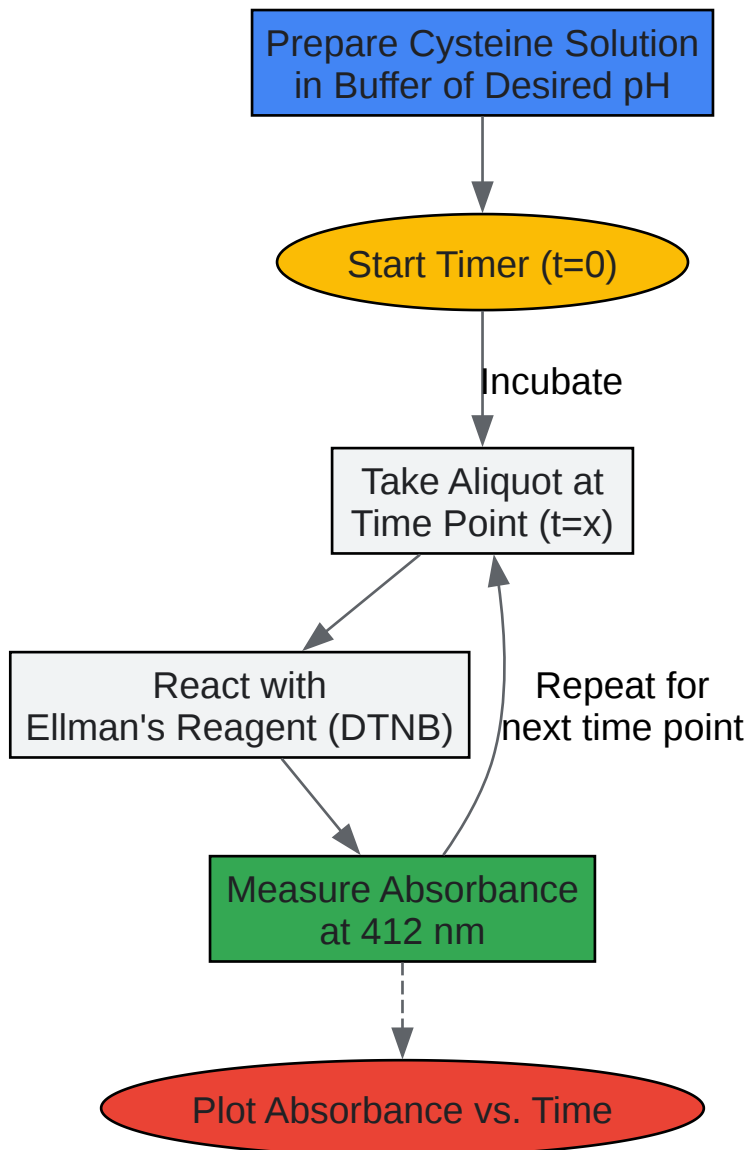 Prepare Cysteine Solution
in Buffer of Desired pH
Start Timer (t=0)
Incubate
Take Aliquot at
Time Point (t=x)
React with
Ellman's Reagent (DTNB)
Repeat for
next time point
Measure Absorbance
at 412 nm
Plot Absorbance vs. Time